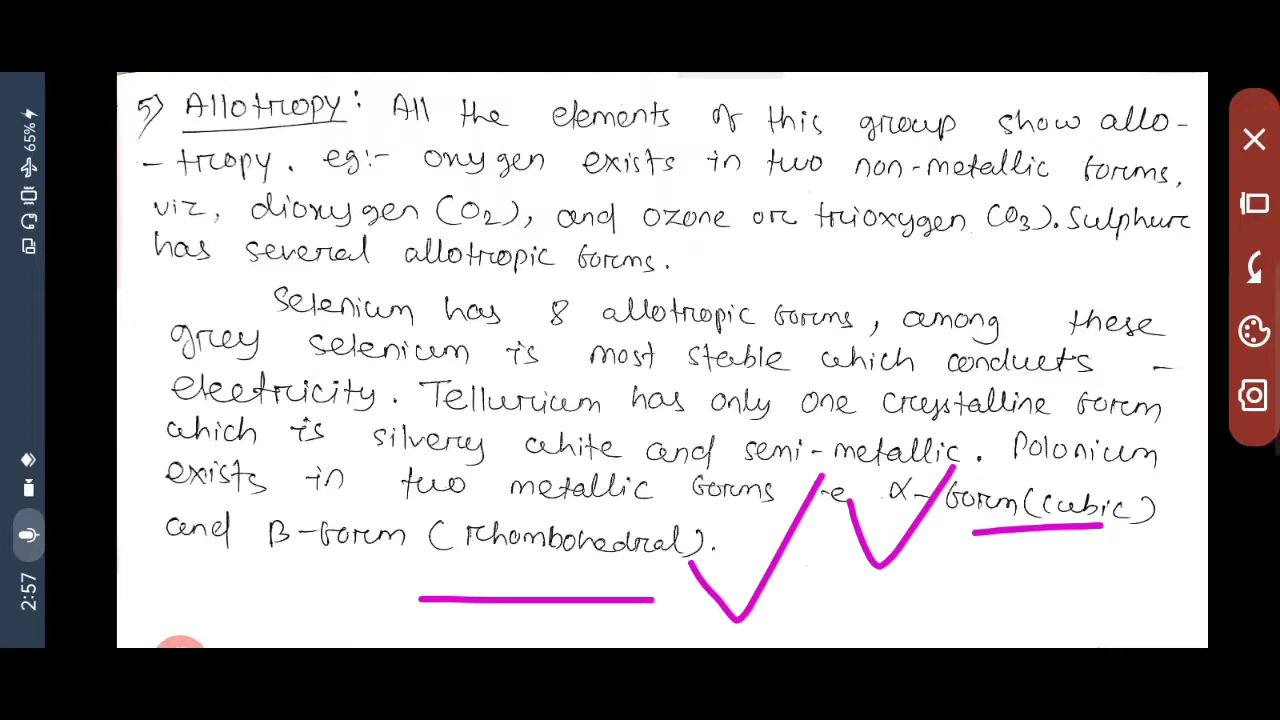 5) Allotropy: All the elements of this group show allo-
-tropy. eg:- oxygen exists in two non-metallic forms,
viz, dioxygen (O2), and ozone or trioxygen (O3). Sulphur
has several allotropic forms.
Selenium has 8 allotropic forms, among these
grey selenium is most stable which conducts -
electricity. Tellurium has only one crystalline form
which is silvery white and semi-metallic. Polonium
exists in two metallic forms α-form (cubic)
and β-form (rhombohedral).
65%
2:57